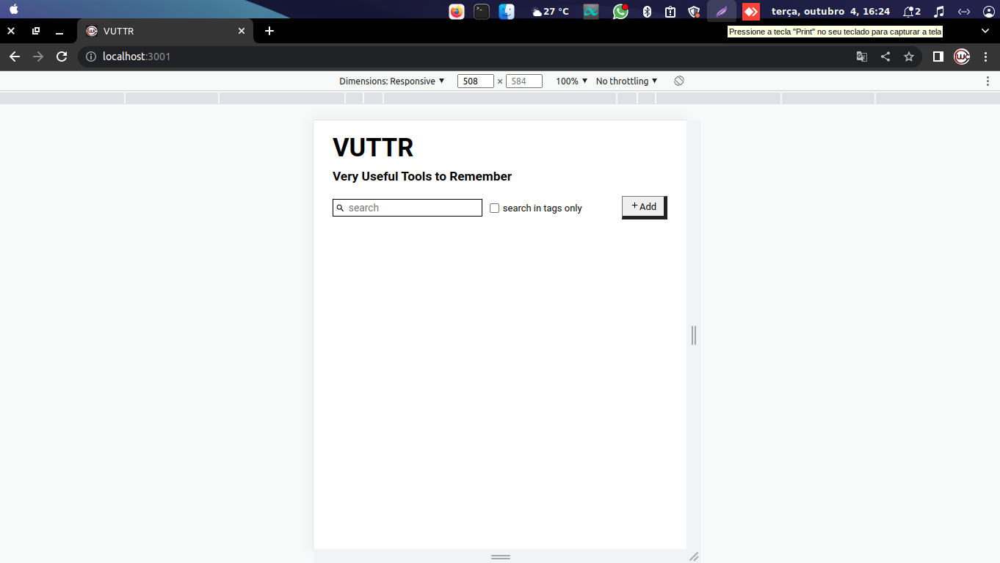 27 °C
2
terça, outubro 4, 16:24
VUTTR
Pressione a tecla "Print" no seu teclado para capturar a tela
localhost:3001
Dimensions: Responsive 508 × 584 100% No throttling
VUTTR
Very Useful Tools to Remember
search
search in tags only
+ Add